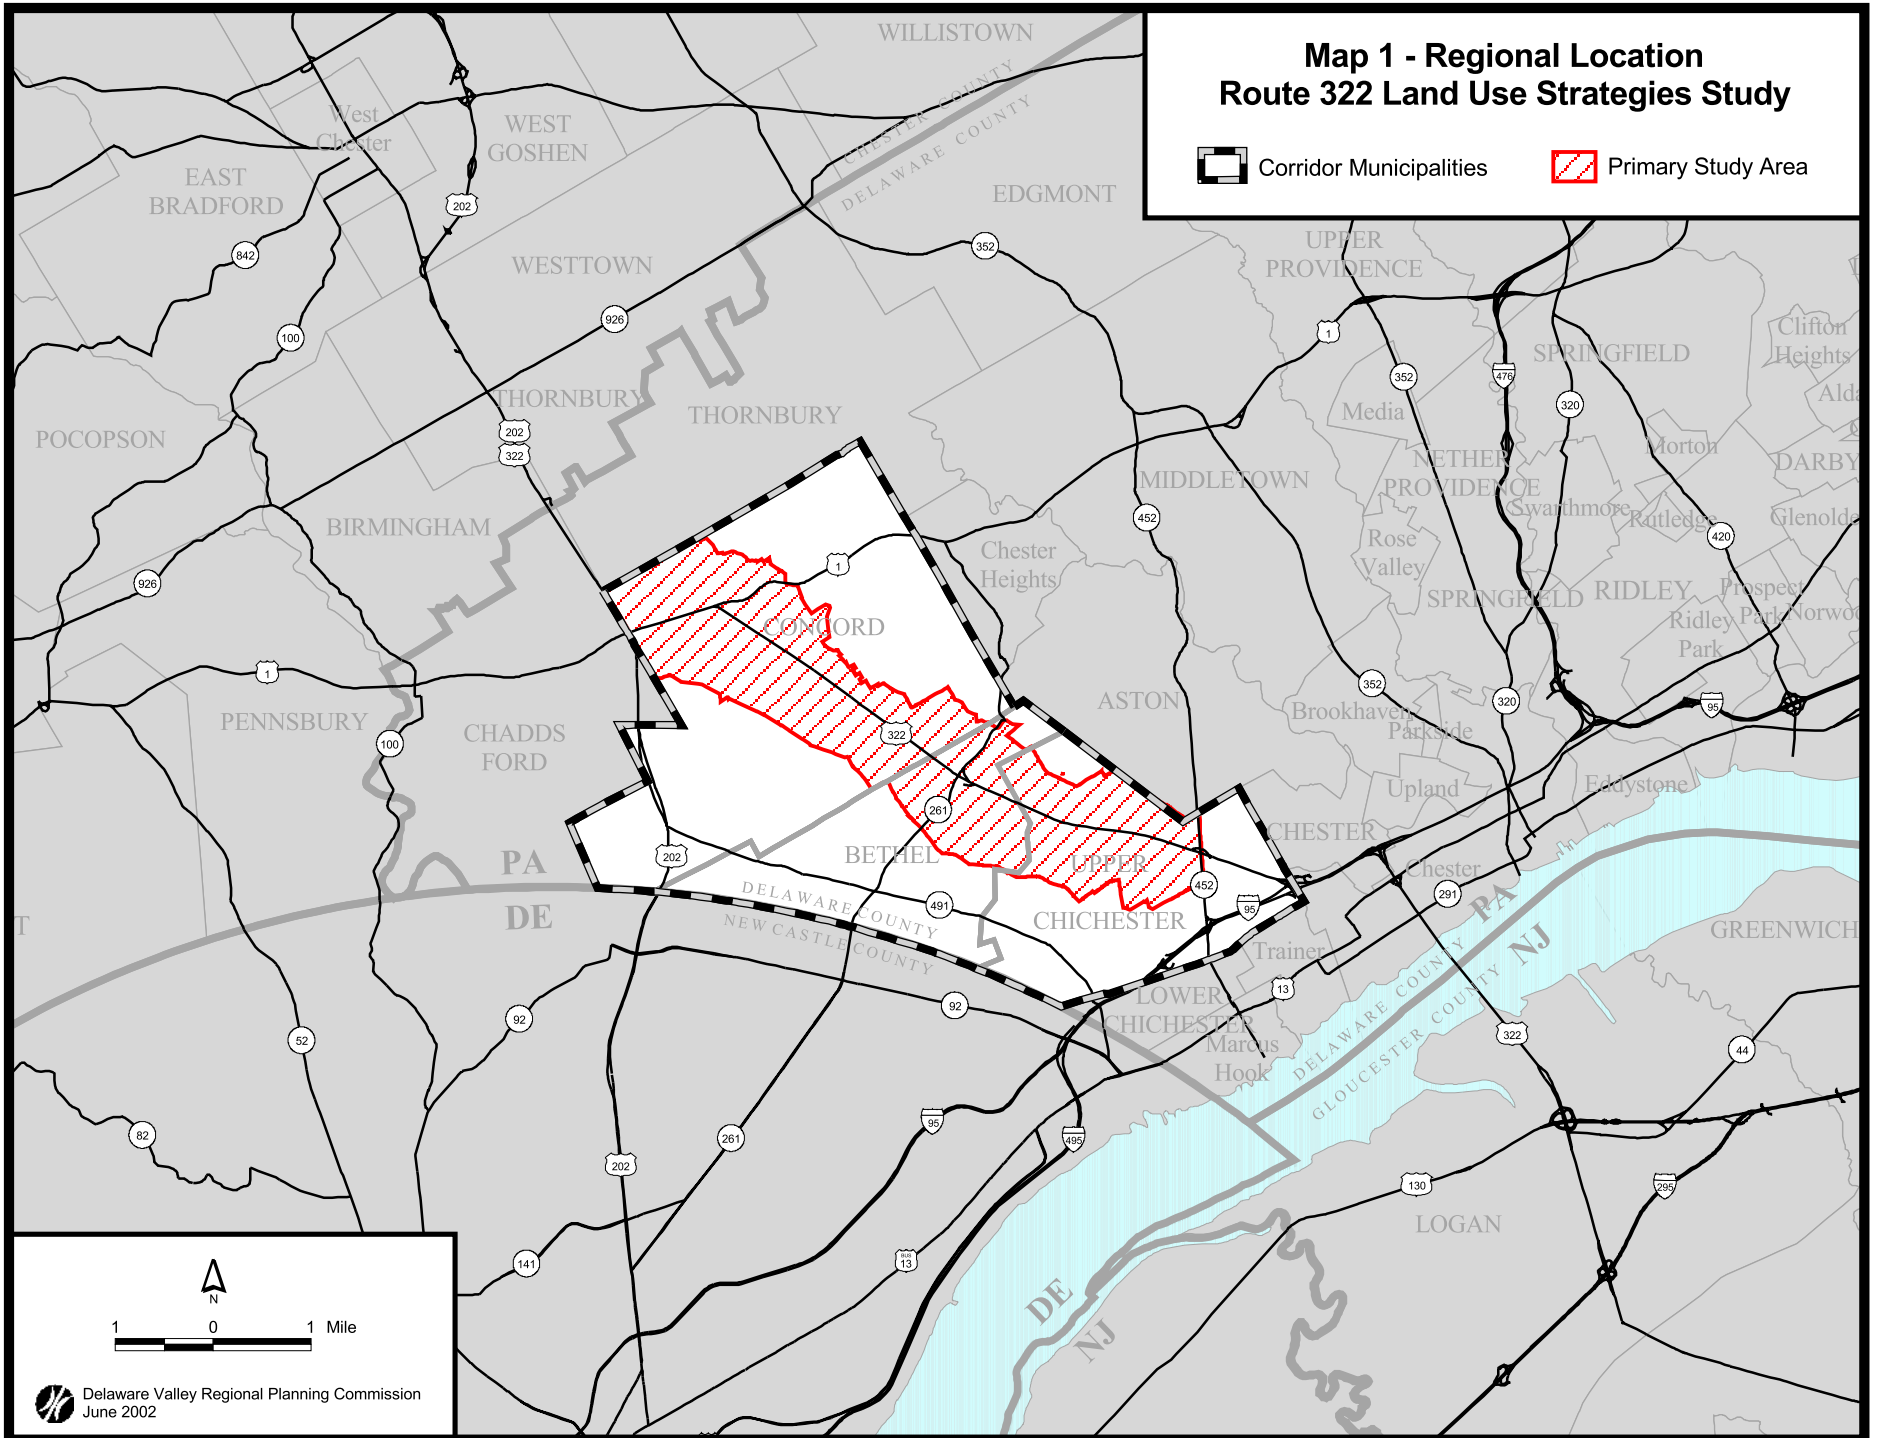 Map 1 - Regional Location
Route 322 Land Use Strategies Study
Corridor Municipalities
Primary Study Area
WILLISTOWN
CHESTER COUNTY
DELAWARE COUNTY
West
Chester
WEST
GOSHEN
EAST
BRADFORD
202
EDGMONT
842
352
UPPER
PROVIDENCE
WESTTOWN
926
100
1
Clifton
Heights
SPRINGFIELD
352
476
320
Alda
Media
THORNBURY
THORNBURY
202
322
POCOPSON
Morton
NETHER
PROVIDENCE
DARBY
MIDDLETOWN
Swarthmore
Rutledge
Glenolde
452
420
BIRMINGHAM
Chester
Heights
Rose
Valley
1
926
SPRINGFIELD
RIDLEY
Prospect
Park
Norwoo
Ridley
Park
CONCORD
1
352
320
95
ASTON
Brookhaven
Parkside
PENNSBURY
100
CHADDS
FORD
322
Upland
Eddystone
261
CHESTER
BETHEL
UPPER
CHICHESTER
202
PA
DE
Chester
452
291
491
95
PA
NJ
DELAWARE COUNTY
NEW CASTLE COUNTY
T
GREENWICH
Trainer
13
LOWER
CHICHESTER
Marcus
Hook
DELAWARE COUNTY
GLOUCESTER COUNTY
92
92
52
322
44
82
261
95
495
202
130
295
LOGAN
141
BUS
13
DE
NJ
N
1 0 1 Mile
Delaware Valley Regional Planning Commission
June 2002